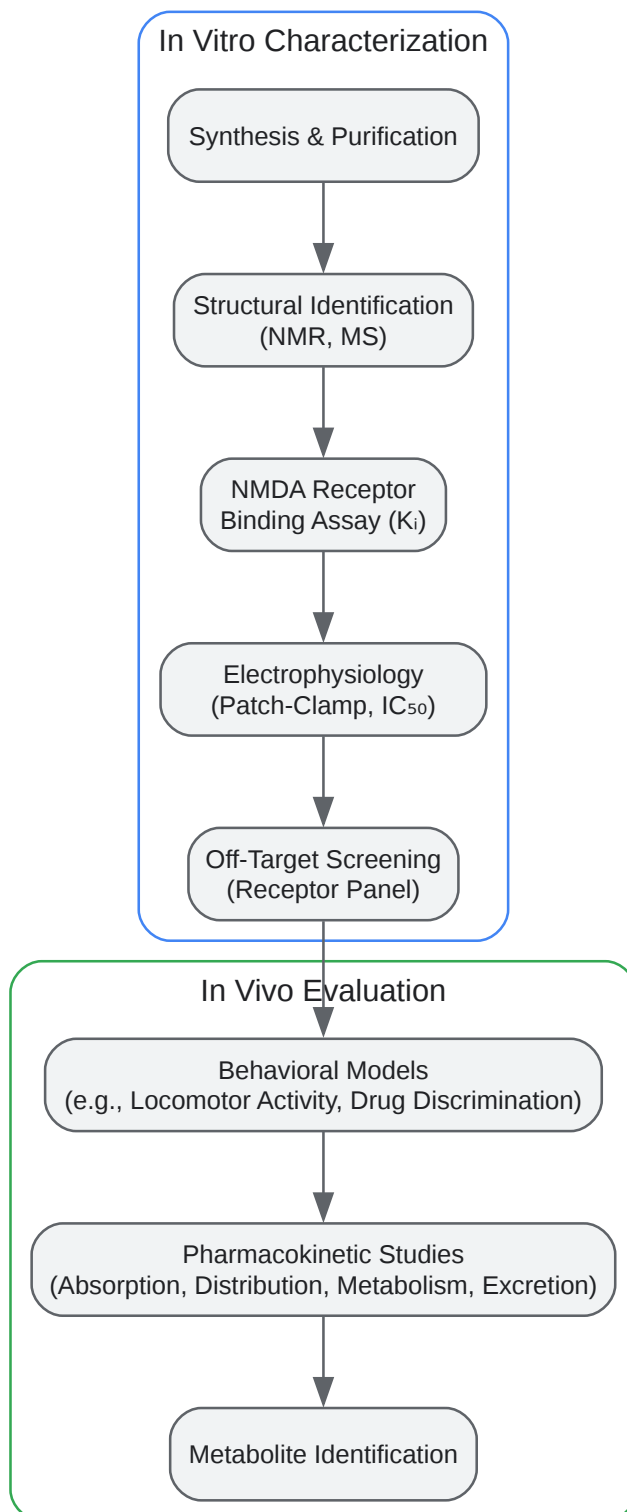 In Vitro Characterization
Synthesis & Purification
Structural Identification
(NMR, MS)
NMDA Receptor
Binding Assay (Kᵢ)
Electrophysiology
(Patch-Clamp, IC₅₀)
Off-Target Screening
(Receptor Panel)
In Vivo Evaluation
Behavioral Models
(e.g., Locomotor Activity, Drug Discrimination)
Pharmacokinetic Studies
(Absorption, Distribution, Metabolism, Excretion)
Metabolite Identification